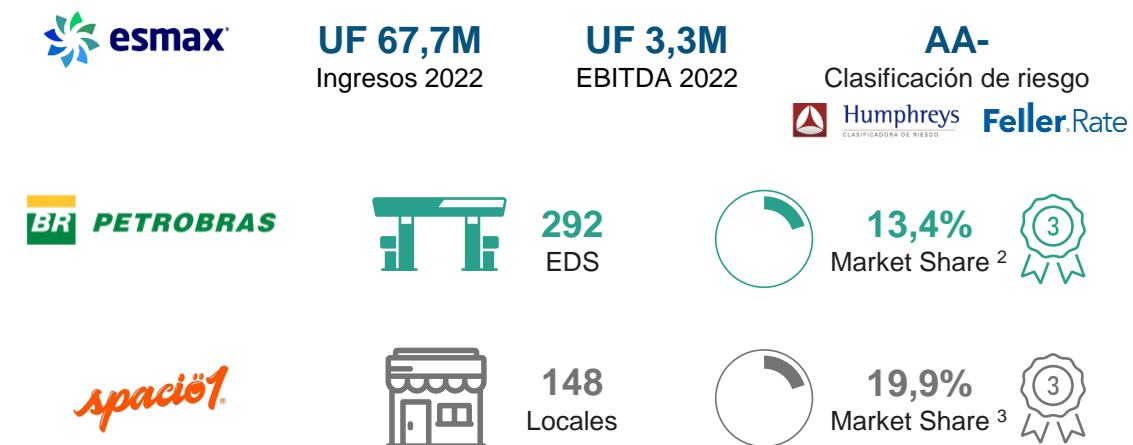 esmax
UF 67,7M
Ingresos 2022
UF 3,3M
EBITDA 2022
AA-
Clasificación de riesgo
Humphreys
CLASIFICADORA DE RIESGO
Feller.Rate
BR PETROBRAS
292
EDS
13,4%
Market Share 2
3
spaciö1
148
Locales
19,9%
Market Share 3
3